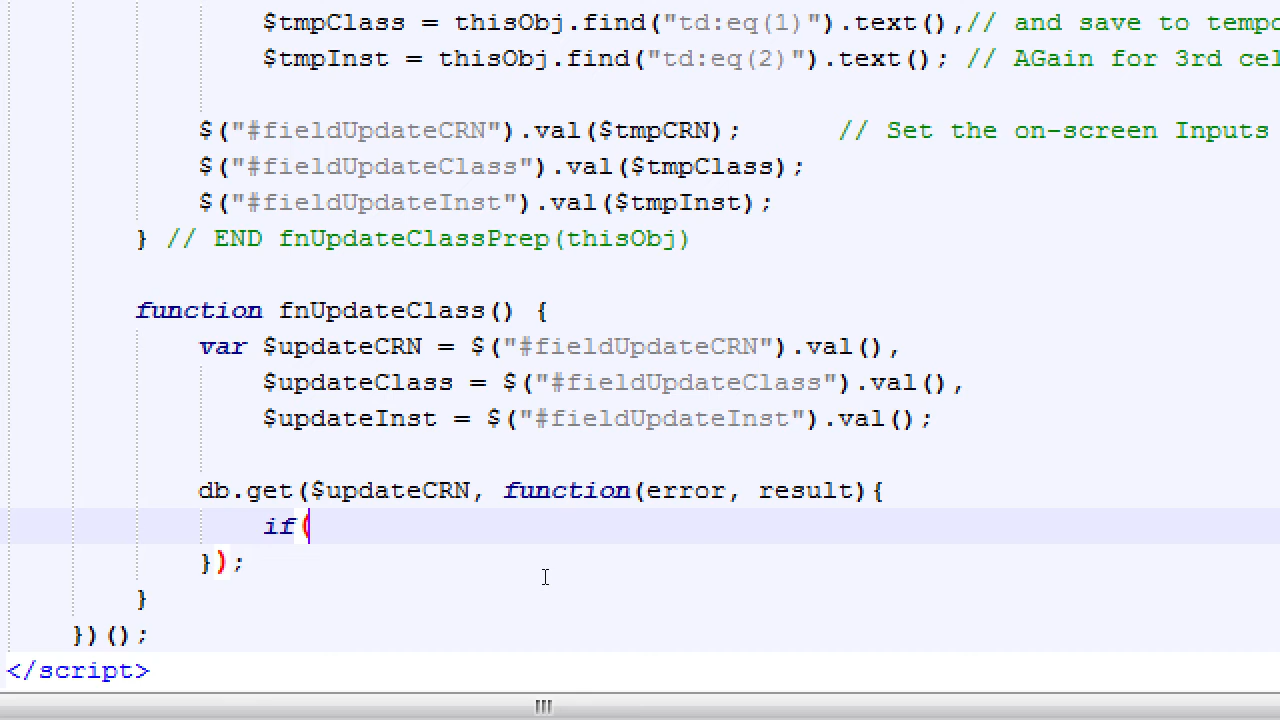 $tmpClass = thisObj.find("td:eq(1)").text(),// and save to
$tmpInst = thisObj.find("td:eq(2)").text(); // AGain for 3rd
$("#fieldUpdateCRN").val($tmpCRN); // Set the on-screen Inputs
$("#fieldUpdateClass").val($tmpClass);
$("#fieldUpdateInst").val($tmpInst);
} // END fnUpdateClassPrep(thisObj)
function fnUpdateClass() {
var $updateCRN = $("#fieldUpdateCRN").val(),
$updateClass = $("#fieldUpdateClass").val(),
$updateInst = $("#fieldUpdateInst").val();
db.get($updateCRN, function(error, result){
if(
});
}
})();
</script>